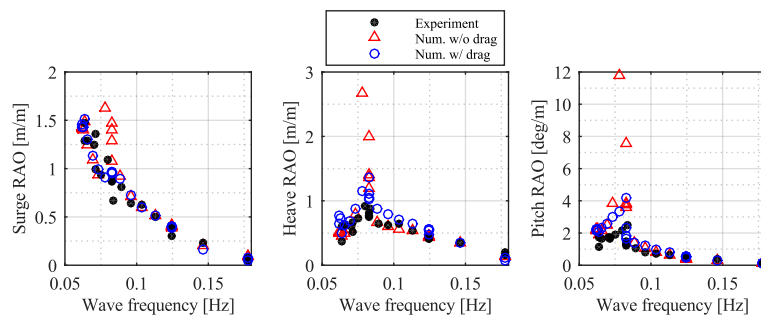 Experiment
Num. w/o drag
Num. w/ drag
Surge RAO [m/m]
2
1.5
1
0.5
0
0.05 0.1 0.15
Wave frequency [Hz]
Heave RAO [m/m]
3
2
1
0
0.05 0.1 0.15
Wave frequency [Hz]
Pitch RAO [deg/m]
12
10
8
6
4
2
0
0.05 0.1 0.15
Wave frequency [Hz]